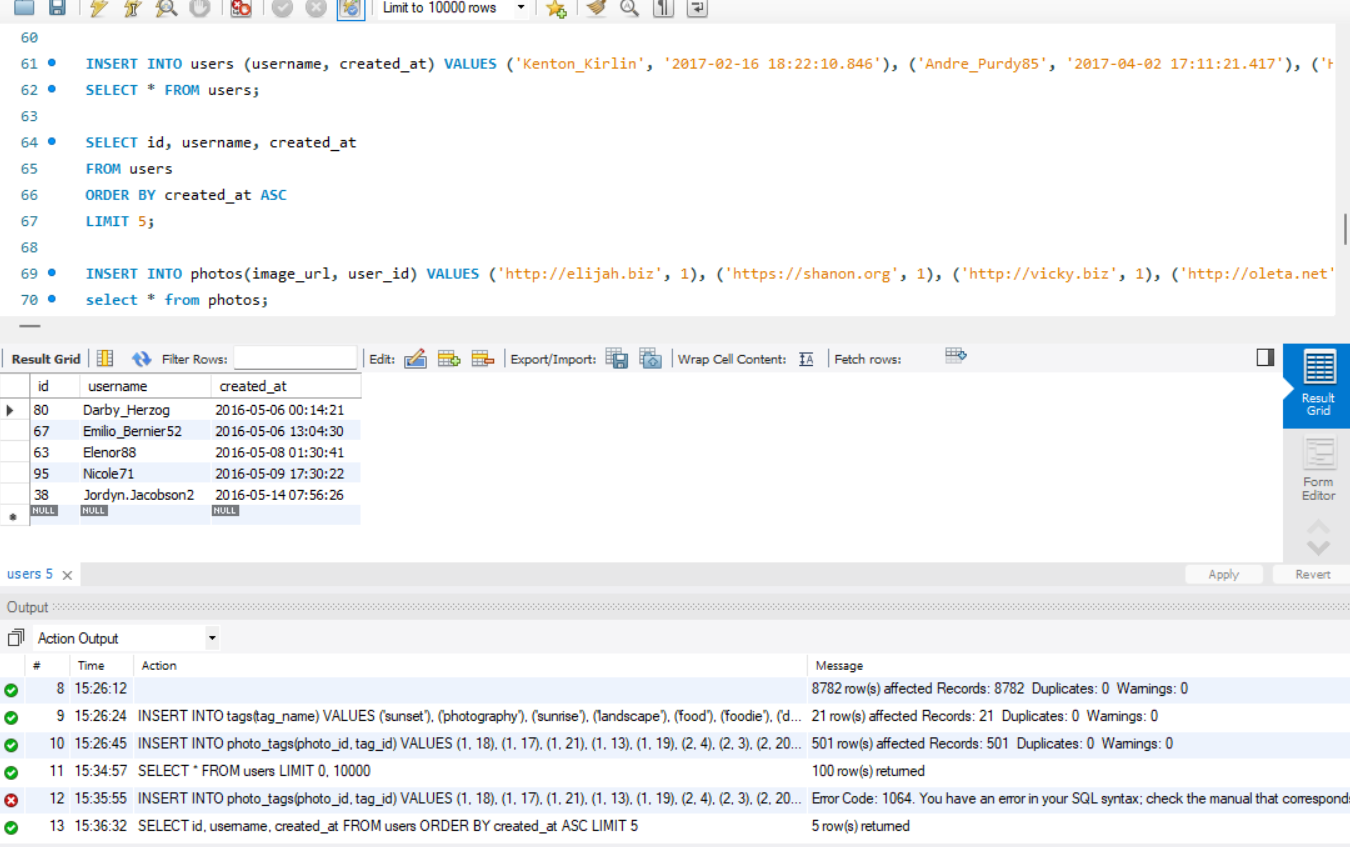 Limit to 10000 rows
60
61 INSERT INTO users (username, created_at) VALUES ('Kenton_Kirlin', '2017-02-16 18:22:10.846'), ('Andre_Purdy85', '2017-04-02 17:11:21.417'), ('H
62 SELECT * FROM users;
63
64 SELECT id, username, created_at
65 FROM users
66 ORDER BY created_at ASC
67 LIMIT 5;
68
69 INSERT INTO photos(image_url, user_id) VALUES ('http://elijah.biz', 1), ('https://shanon.org', 1), ('http://vicky.biz', 1), ('http://oleta.net'
70 select * from photos;
Result Grid Filter Rows: Edit: Export/Import: Wrap Cell Content: Fetch rows:
id username created_at
80 Darby_Herzog 2016-05-06 00:14:21
67 Emilio_Bernier52 2016-05-06 13:04:30
63 Elenor88 2016-05-08 01:30:41
95 Nicole71 2016-05-09 17:30:22
38 Jordyn.Jacobson2 2016-05-14 07:56:26
NULL NULL NULL
Result
Grid
Form
Editor
users 5
Apply Revert
Output
Action Output
# Time Action Message
8 15:26:12 8782 row(s) affected Records: 8782 Duplicates: 0 Warnings: 0
9 15:26:24 INSERT INTO tags(tag_name) VALUES ('sunset'), ('photography'), ('sunrise'), ('landscape'), ('food'), ('foodie'), ('d... 21 row(s) affected Records: 21 Duplicates: 0 Warnings: 0
10 15:26:45 INSERT INTO photo_tags(photo_id, tag_id) VALUES (1, 18), (1, 17), (1, 21), (1, 13), (1, 19), (2, 4), (2, 3), (2, 20... 501 row(s) affected Records: 501 Duplicates: 0 Warnings: 0
11 15:34:57 SELECT * FROM users LIMIT 0, 10000 100 row(s) returned
12 15:35:55 INSERT INTO photo_tags(photo_id, tag_id) VALUES (1, 18), (1, 17), (1, 21), (1, 13), (1, 19), (2, 4), (2, 3), (2, 20... Error Code: 1064. You have an error in your SQL syntax; check the manual that corresponds
13 15:36:32 SELECT id, username, created_at FROM users ORDER BY created_at ASC LIMIT 5 5 row(s) returned